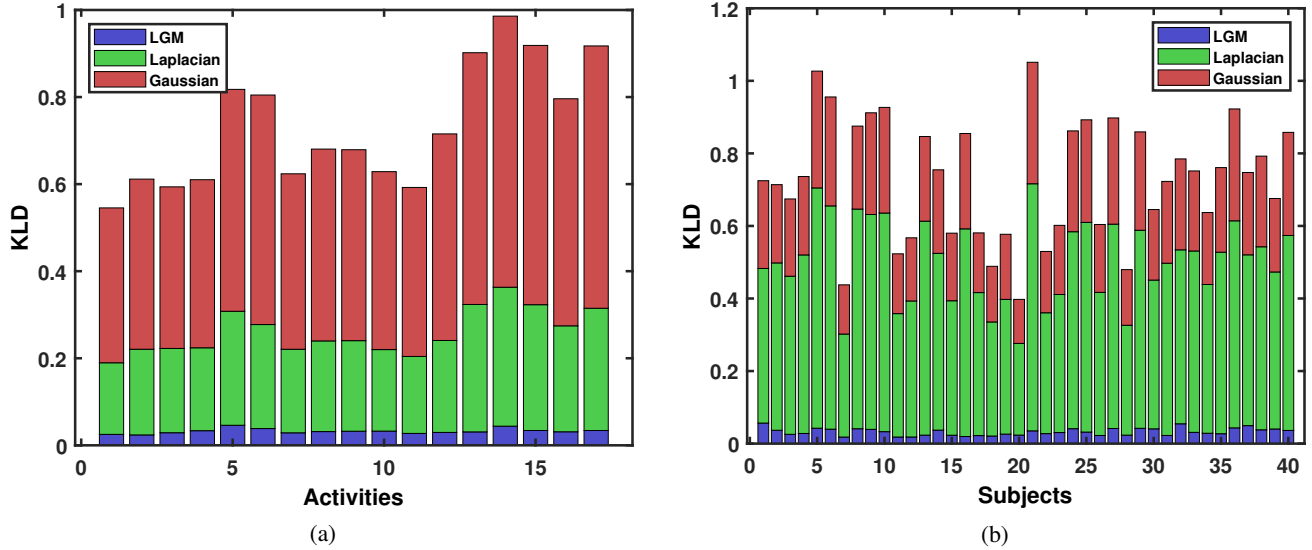 1
0.8
0.6
0.4
0.2
0
KLD
LGM
Laplacian
Gaussian
0 5 10 15
Activities
(a)
1.2
1
0.8
0.6
0.4
0.2
0
KLD
LGM
Laplacian
Gaussian
0 5 10 15 20 25 30 35 40
Subjects
(b)